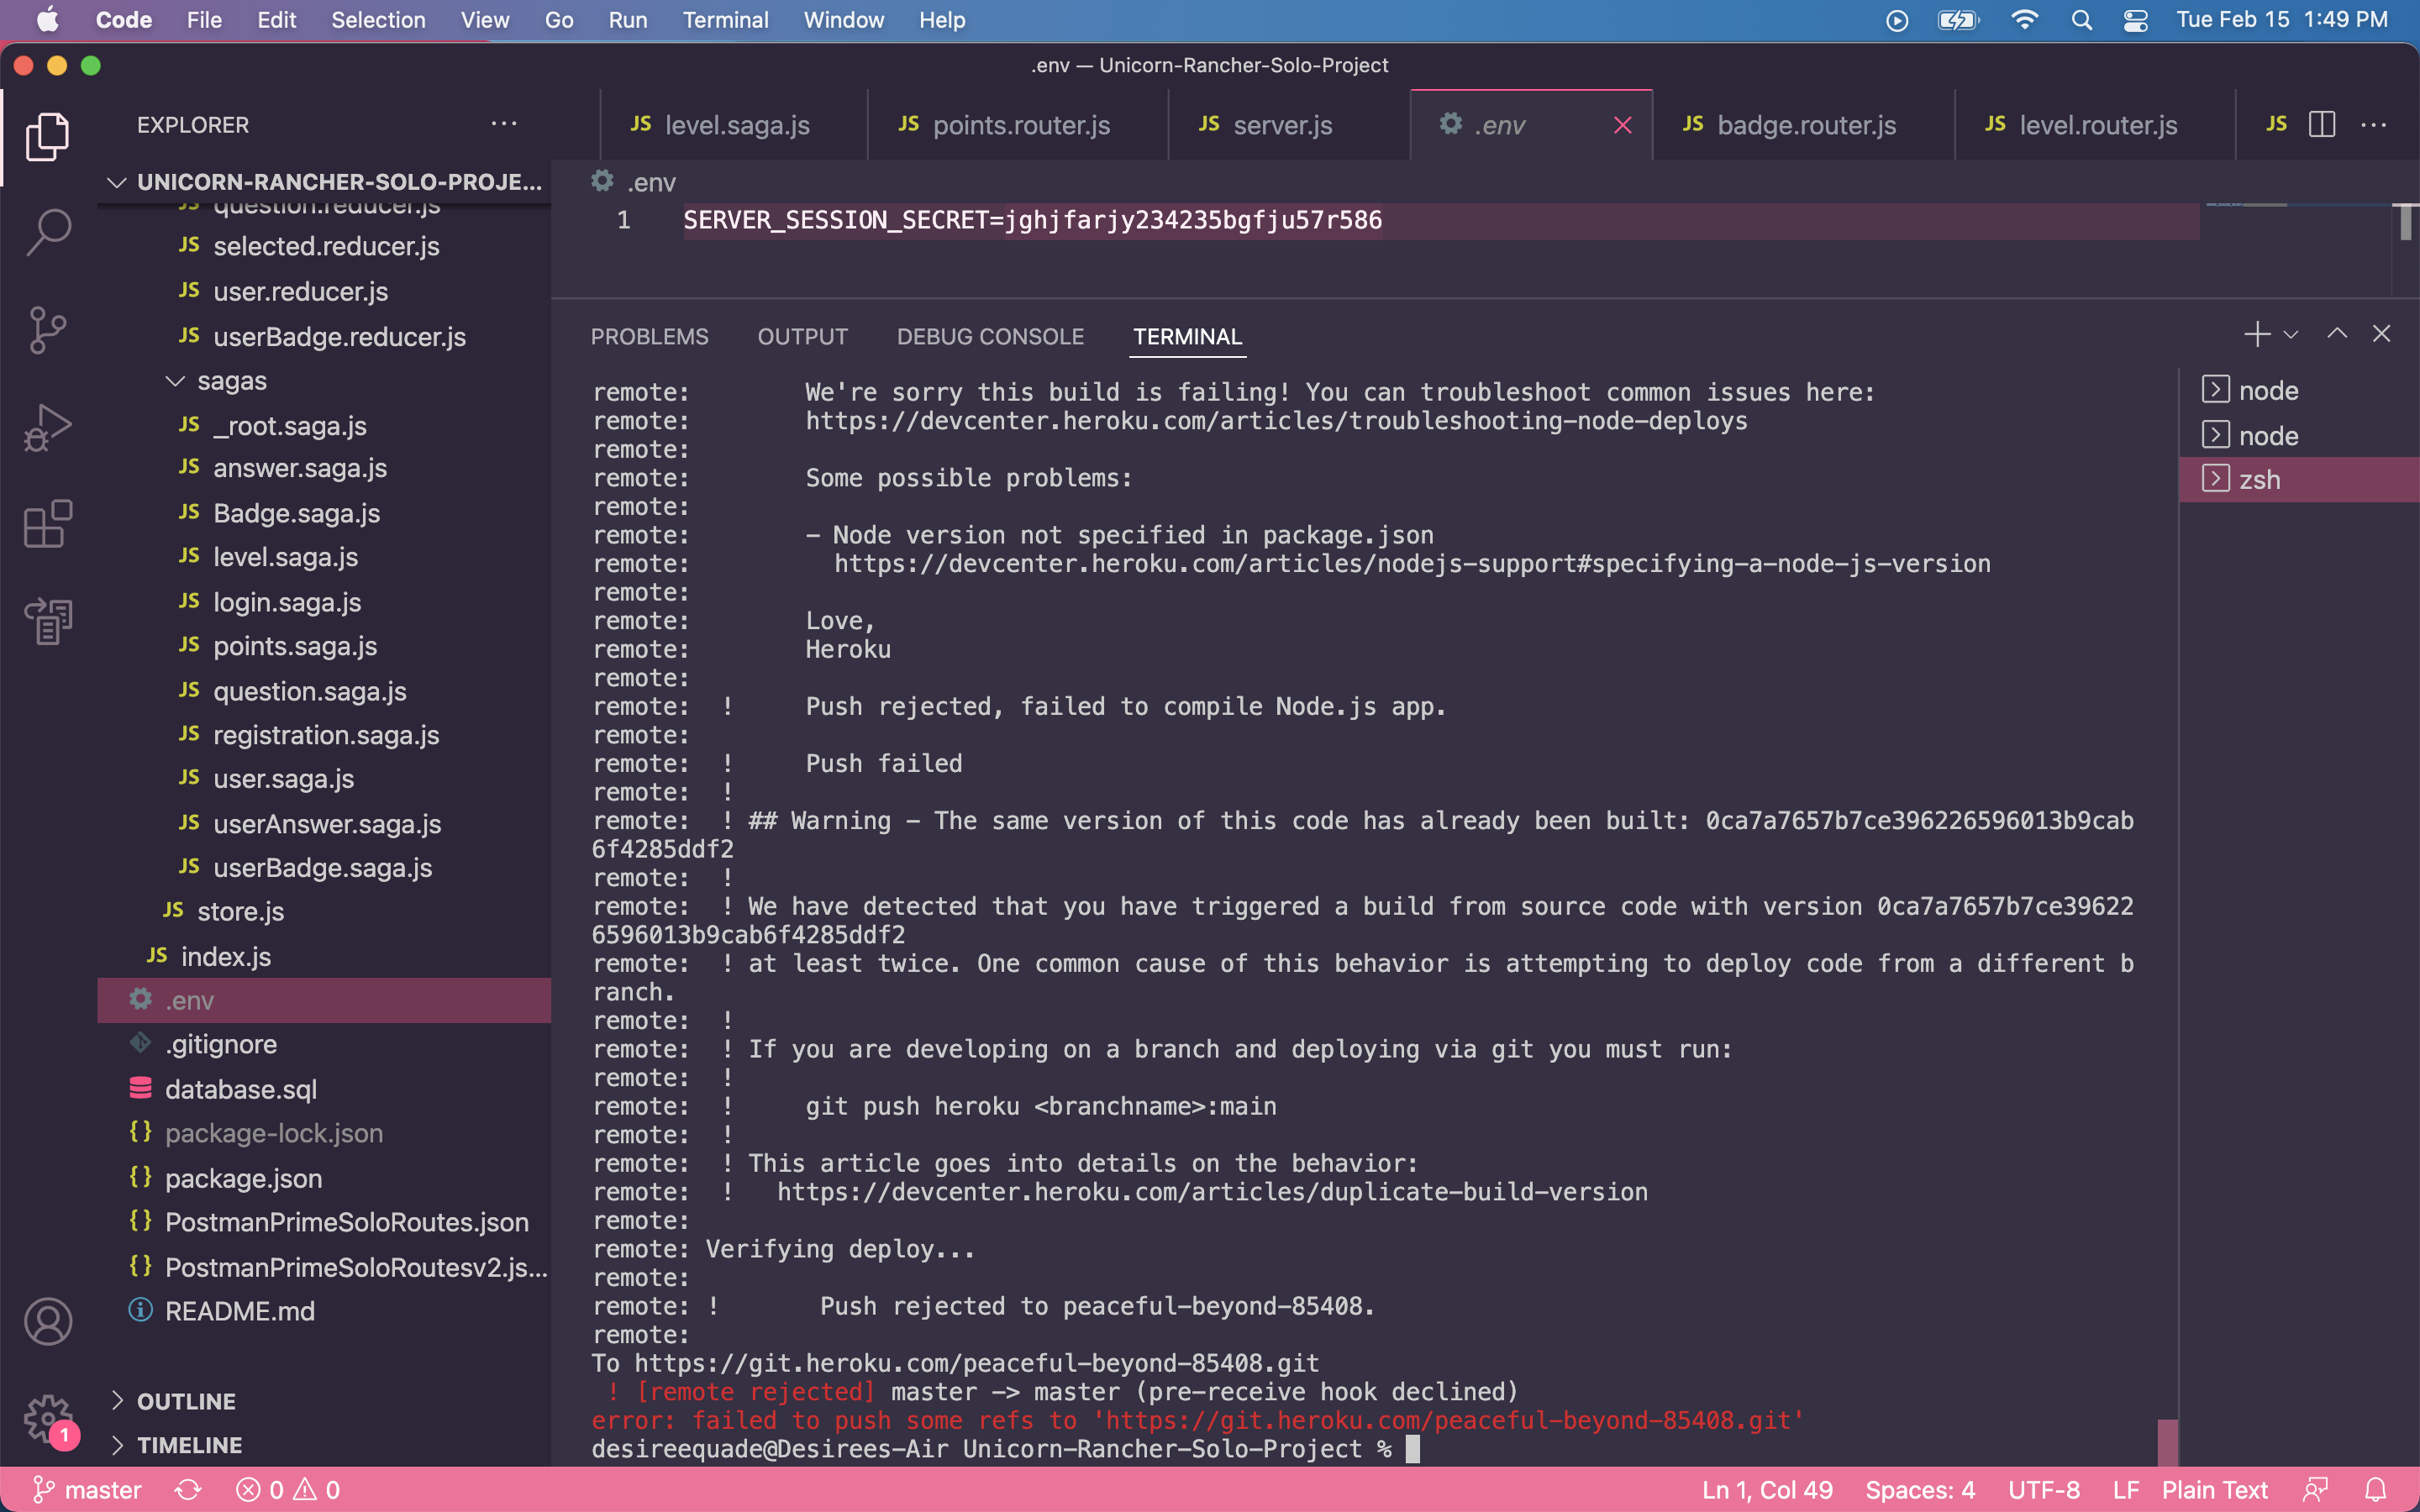 Code File Edit Selection View Go Run Terminal Window Help Tue Feb 15 1:49 PM
.env — Unicorn-Rancher-Solo-Project
EXPLORER ···
JS level.saga.js JS points.router.js JS server.js .env JS badge.router.js JS level.router.js JS ···
UNICORN-RANCHER-SOLO-PROJE...
JS question.reducer.js
JS selected.reducer.js
JS user.reducer.js
JS userBadge.reducer.js
sagas
JS _root.saga.js
JS answer.saga.js
JS Badge.saga.js
JS level.saga.js
JS login.saga.js
JS points.saga.js
JS question.saga.js
JS registration.saga.js
JS user.saga.js
JS userAnswer.saga.js
JS userBadge.saga.js
JS store.js
JS index.js
.env
.gitignore
database.sql
{} package-lock.json
{} package.json
{} PostmanPrimeSoloRoutes.json
{} PostmanPrimeSoloRoutesv2.js...
README.md
OUTLINE
TIMELINE
1
.env
1 SERVER_SESSION_SECRET=jghjfarjy234235bgfju57r586
PROBLEMS OUTPUT DEBUG CONSOLE TERMINAL
remote: We're sorry this build is failing! You can troubleshoot common issues here:
remote: https://devcenter.heroku.com/articles/troubleshooting-node-deploys
remote:
remote: Some possible problems:
remote:
remote: - Node version not specified in package.json
remote: https://devcenter.heroku.com/articles/nodejs-support#specifying-a-node-js-version
remote:
remote: Love,
remote: Heroku
remote:
remote: ! Push rejected, failed to compile Node.js app.
remote:
remote: ! Push failed
remote: !
remote: ! ## Warning - The same version of this code has already been built: 0ca7a7657b7ce396226596013b9cab
6f4285ddf2
remote: !
remote: ! We have detected that you have triggered a build from source code with version 0ca7a7657b7ce39622
6596013b9cab6f4285ddf2
remote: ! at least twice. One common cause of this behavior is attempting to deploy code from a different b
ranch.
remote: !
remote: ! If you are developing on a branch and deploying via git you must run:
remote: !
remote: ! git push heroku <branchname>:main
remote: !
remote: ! This article goes into details on the behavior:
remote: ! https://devcenter.heroku.com/articles/duplicate-build-version
remote:
remote: Verifying deploy...
remote:
remote: ! Push rejected to peaceful-beyond-85408.
remote:
To https://git.heroku.com/peaceful-beyond-85408.git
! [remote rejected] master -> master (pre-receive hook declined)
error: failed to push some refs to 'https://git.heroku.com/peaceful-beyond-85408.git'
desireequade@Desirees-Air Unicorn-Rancher-Solo-Project %
node
node
zsh
master 0 0 Ln 1, Col 49 Spaces: 4 UTF-8 LF Plain Text